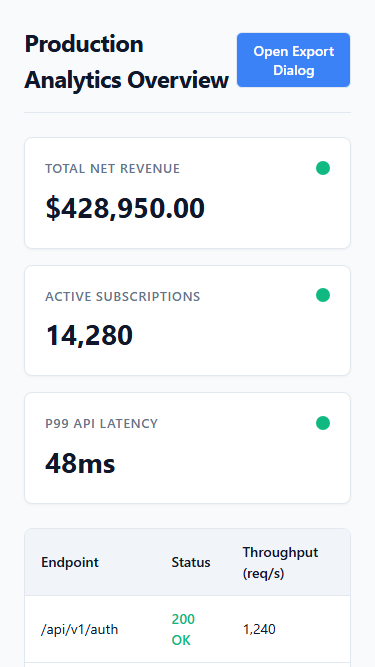 Production
Analytics Overview
Open Export
Dialog
TOTAL NET REVENUE
$428,950.00
ACTIVE SUBSCRIPTIONS
14,280
P99 API LATENCY
48ms
Endpoint
Status
Throughput
(req/s)
/api/v1/auth
200
OK
1,240